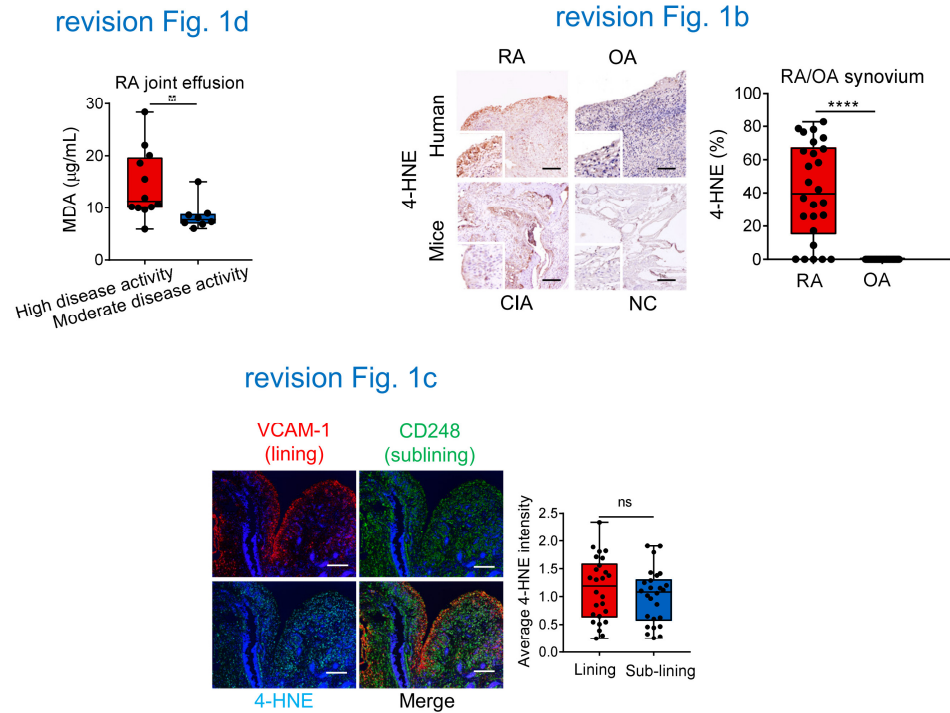 revision Fig. 1d
RA joint effusion
**
MDA (µg/mL)
30
20
10
0
High disease activity
Moderate disease activity
revision Fig. 1b
RA
OA
4-HNE
Human
Mice
CIA
NC
RA/OA synovium
****
4-HNE (%)
100
80
60
40
20
0
RA
OA
revision Fig. 1c
VCAM-1
(lining)
CD248
(sublining)
4-HNE
Merge
ns
Average 4-HNE intensity
2.5
2.0
1.5
1.0
0.5
0.0
Lining
Sub-lining